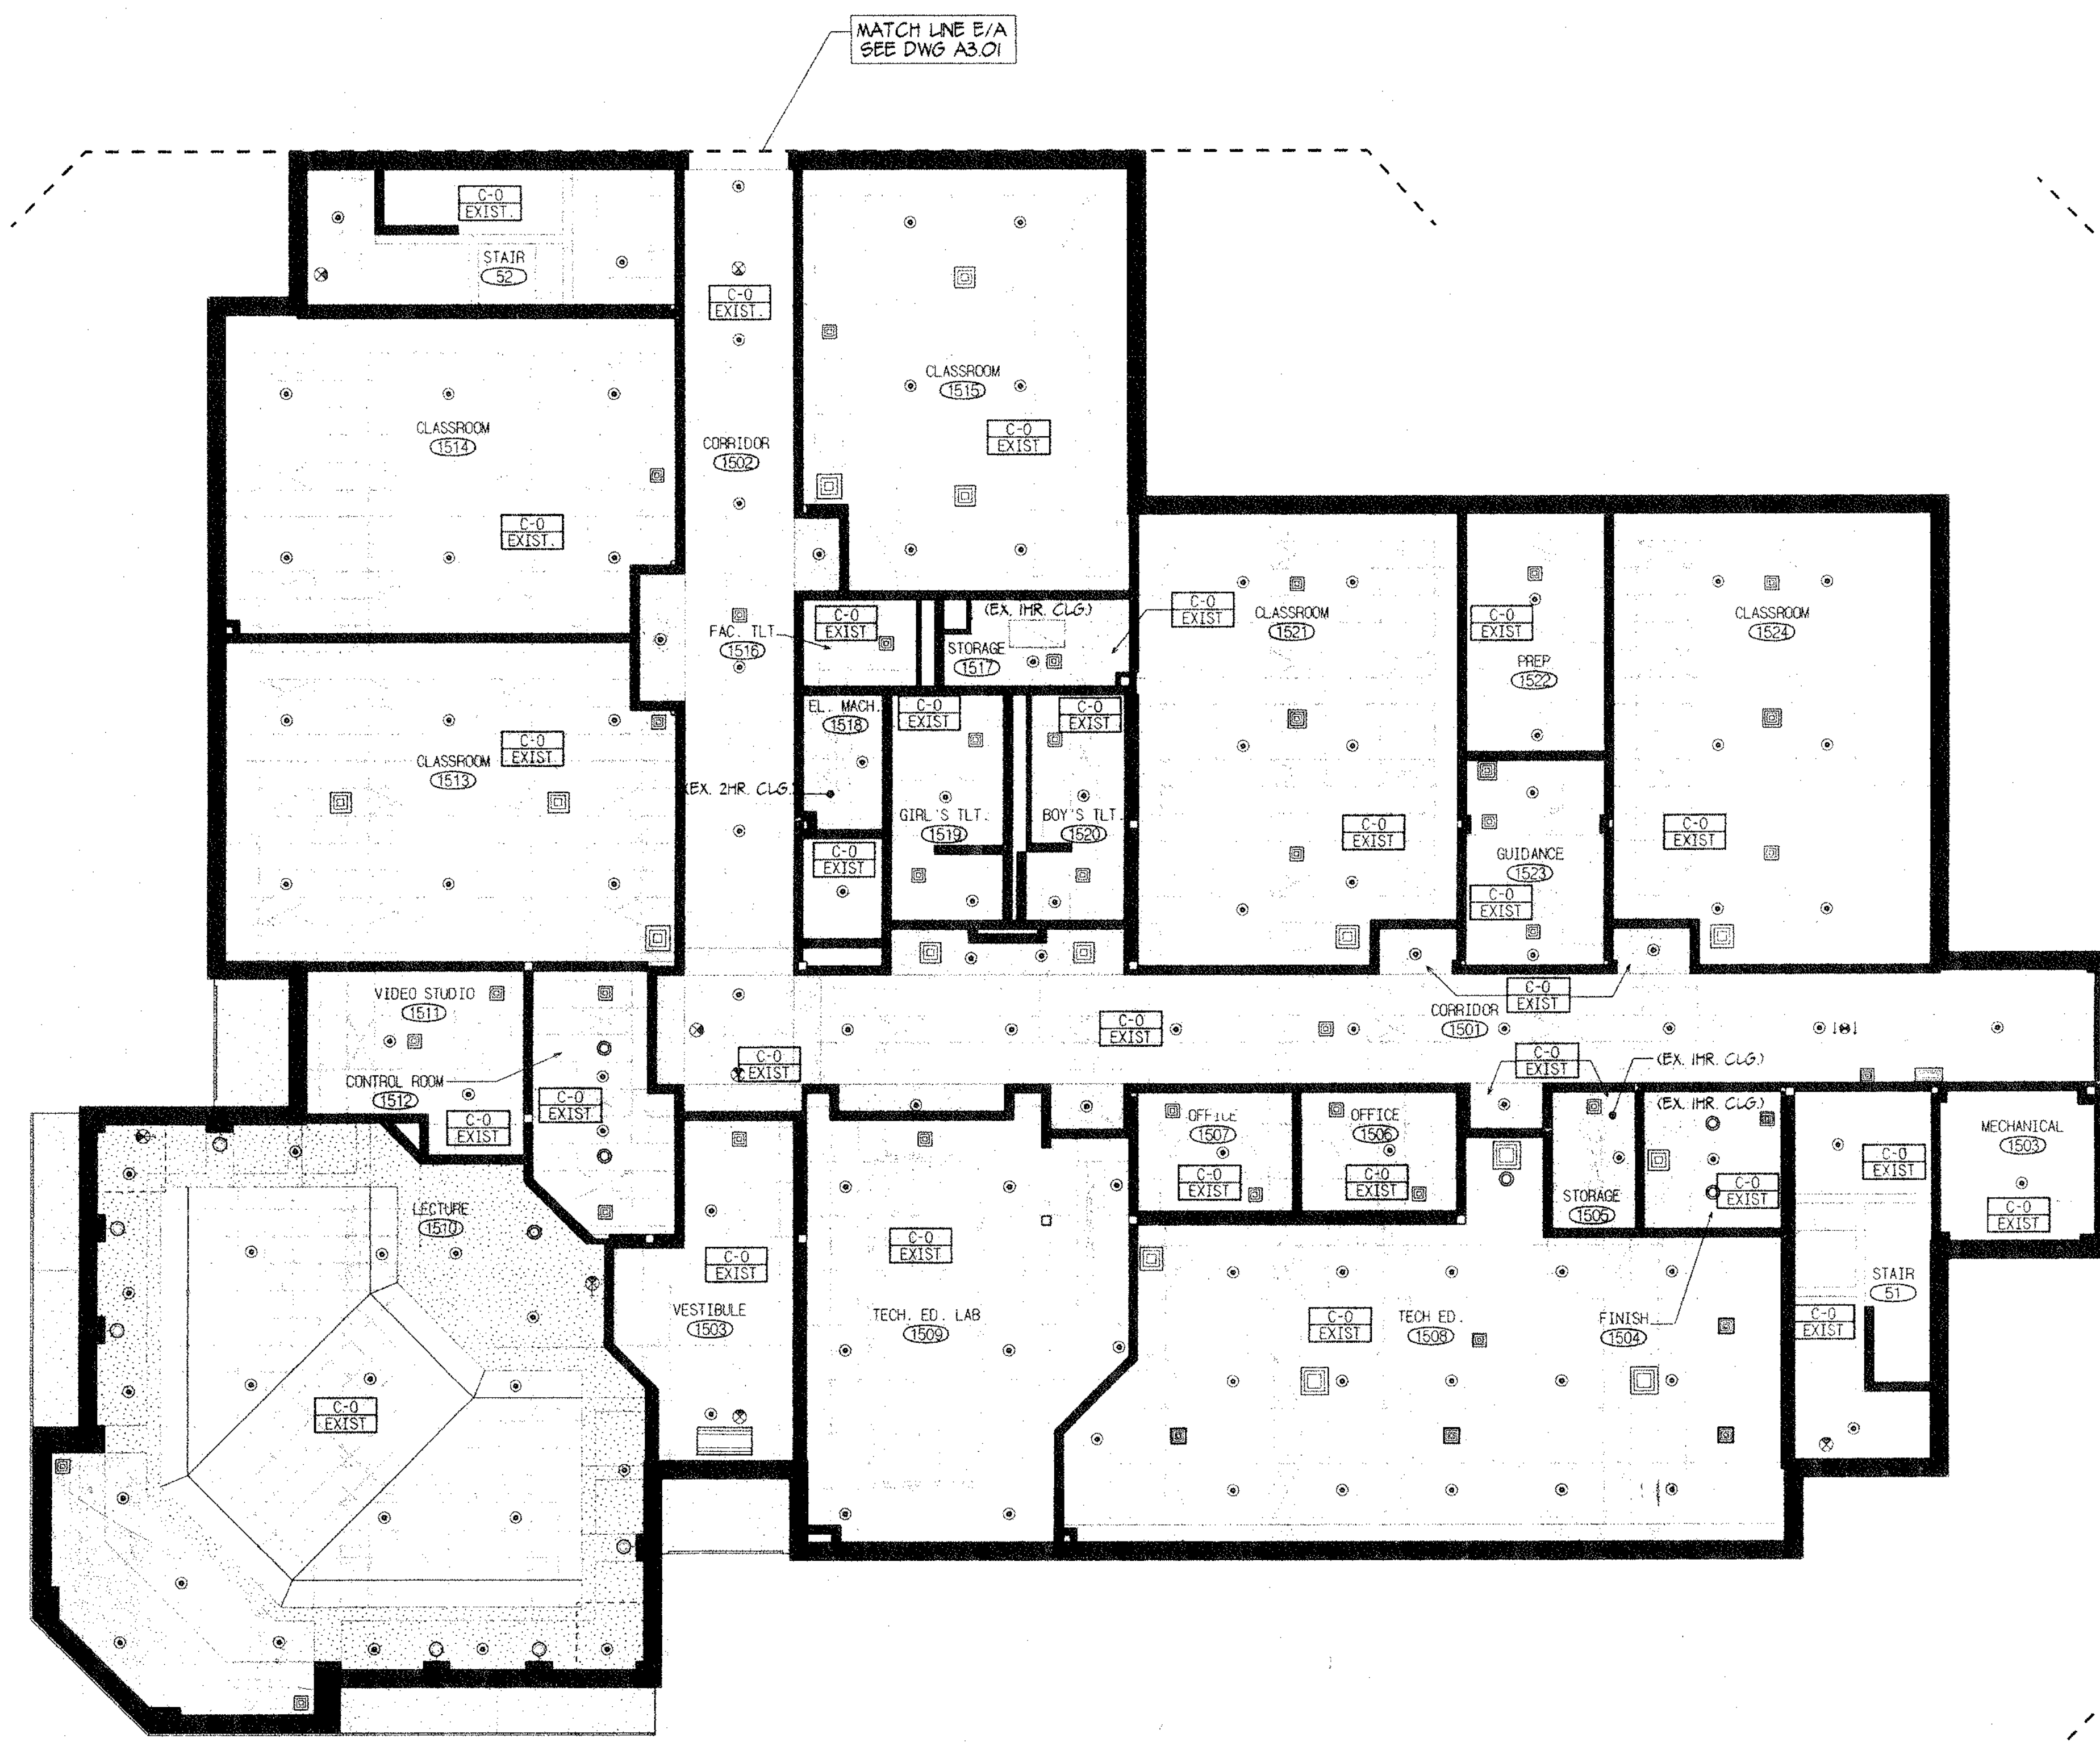 MATCH LINE E/A
SEE DWG A3.01
C-0
EXIST.
STAIR
52
C-0
EXIST.
CLASSROOM
1515
C-0
EXIST
CLASSROOM
1514
CORRIDOR
1502
C-0
EXIST.
C-0
EXIST
(EX. 1HR. CLG.)
C-0
EXIST
CLASSROOM
1521
C-0
EXIST
CLASSROOM
1524
FAC. TLT
1516
STORAGE
1517
PREP
1522
EL. MACH.
1518
C-0
EXIST
C-0
EXIST
C-0
EXIST
CLASSROOM
1513
(EX. 2HR. CLG.)
GIRL'S TLT.
1519
BOY'S TLT.
1520
C-0
EXIST
C-0
EXIST
C-0
EXIST
GUIDANCE
1523
C-0
EXIST
VIDEO STUDIO
1511
C-0
EXIST
CORRIDOR
1501
C-0
EXIST
C-0
EXIST
C-0
EXIST
(EX. 1HR. CLG.)
CONTROL ROOM
1512
C-0
EXIST
C-0
EXIST
OFFICE
1507
OFFICE
1506
(EX. 1HR. CLG.)
MECHANICAL
1503
C-0
EXIST
C-0
EXIST
C-0
EXIST
C-0
EXIST
C-0
EXIST
STORAGE
1505
LECTURE
1510
C-0
EXIST
C-0
EXIST
STAIR
51
VESTIBULE
1503
TECH. ED. LAB
1509
C-0
EXIST
TECH ED.
1508
FINISH
1504
C-0
EXIST
C-0
EXIST